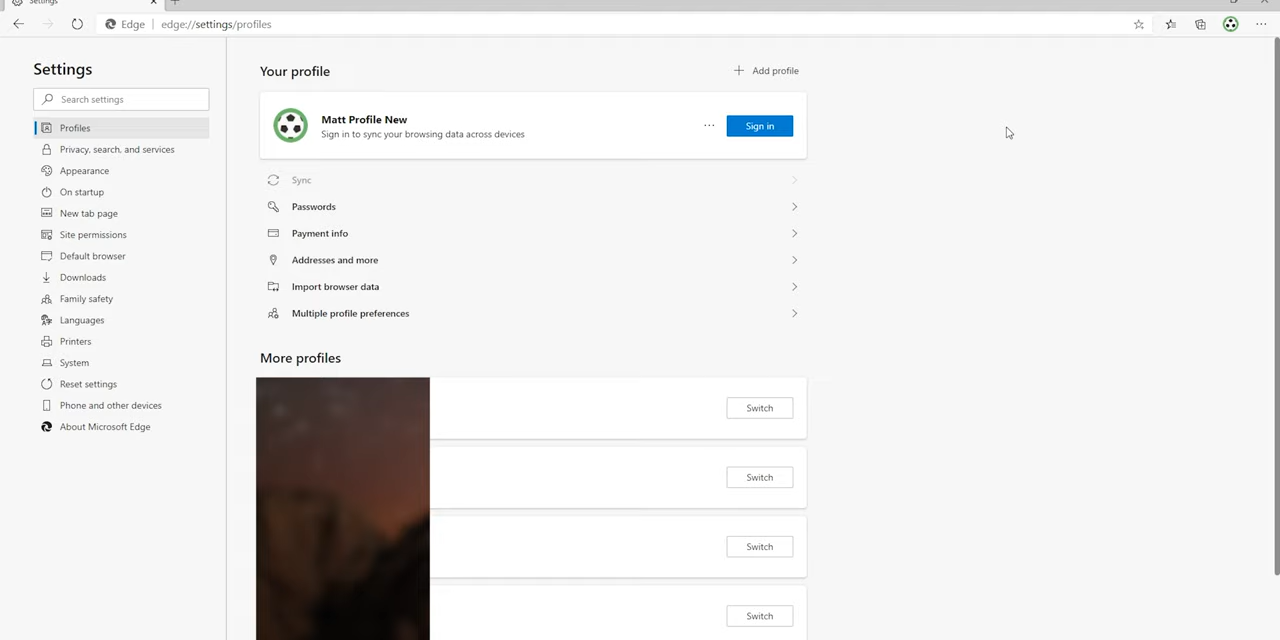 Settings
Edge
edge://settings/profiles
Settings
Search settings
Profiles
Privacy, search, and services
Appearance
On startup
New tab page
Site permissions
Default browser
Downloads
Family safety
Languages
Printers
System
Reset settings
Phone and other devices
About Microsoft Edge
Your profile
Add profile
Matt Profile New
Sign in to sync your browsing data across devices
Sign in
Sync
Passwords
Payment info
Addresses and more
Import browser data
Multiple profile preferences
More profiles
Switch
Switch
Switch
Switch